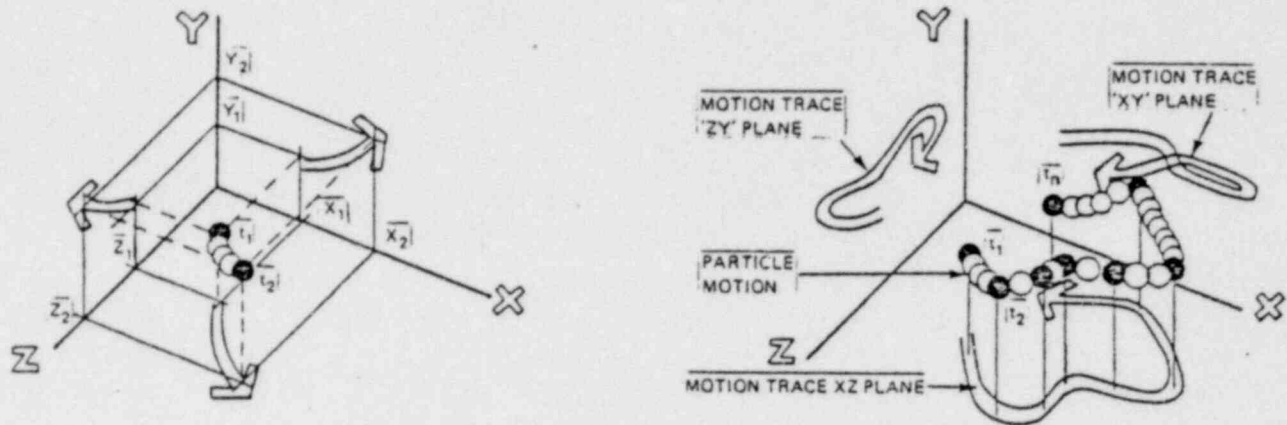 Y
Y2
Y1
X1
X2
Z1
Z2
t1
t2
X
Z
Y
MOTION TRACE
'ZY' PLANE
MOTION TRACE
'XY' PLANE
tn
t1
PARTICLE
MOTION
t2
X
Z
MOTION TRACE XZ PLANE